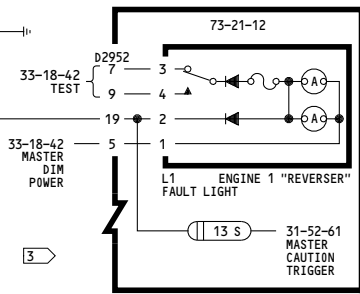 73-21-12
D2952
7 3
33-18-42
TEST
9 4
A
A
19 2
33-18-42
MASTER
DIM
POWER
5 1
L1 ENGINE 1 "REVERSER"
FAULT LIGHT
13 S
31-52-61
MASTER
CAUTION
TRIGGER
3